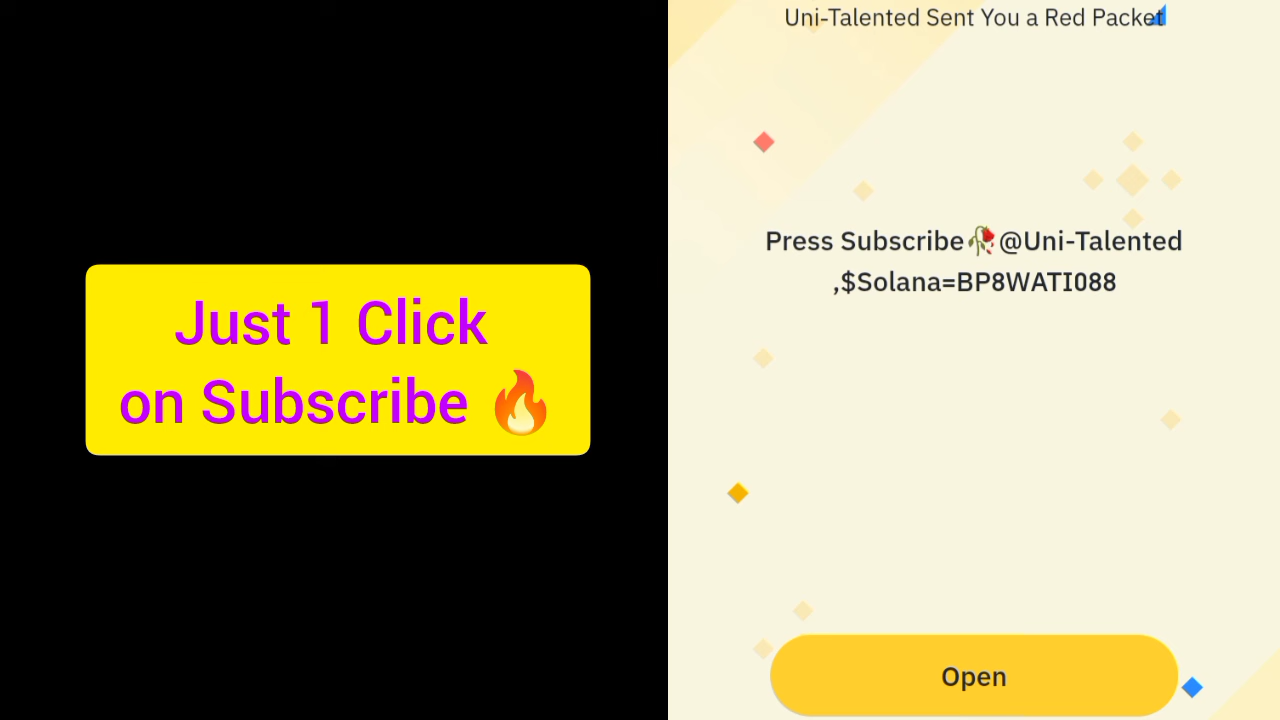 Just 1 Click
on Subscribe 🔥
Uni-Talented Sent You a Red Packet
Press Subscribe🥀@Uni-Talented
,$Solana=BP8WATI088
Open